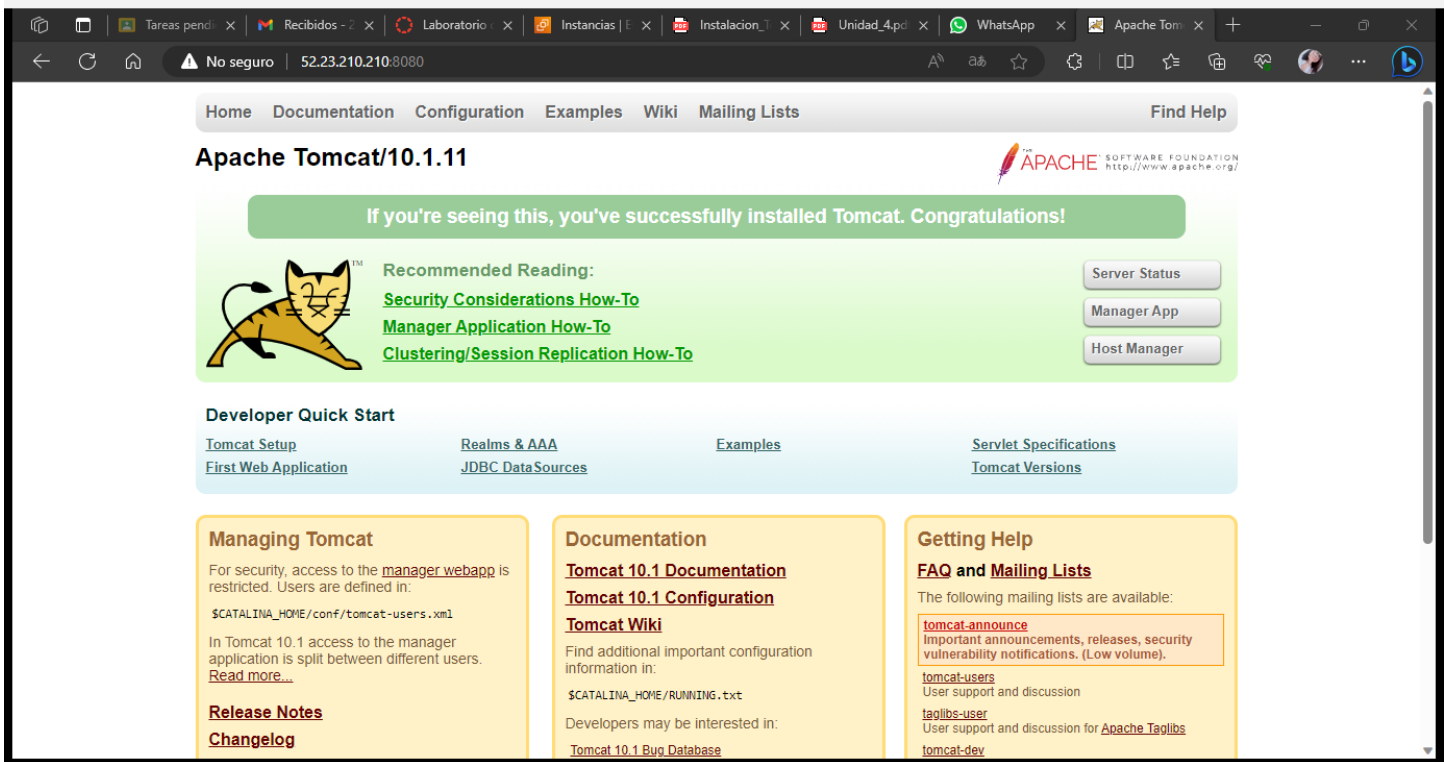 Tareas pendi
Recibidos - 2
Laboratorio
Instancias | E
Instalacion_T
Unidad_4.pd
WhatsApp
Apache Tom
No seguro
52.23.210.210:8080
Home Documentation Configuration Examples Wiki Mailing Lists Find Help
Apache Tomcat/10.1.11
THE
APACHE SOFTWARE FOUNDATION
http://www.apache.org/
If you're seeing this, you've successfully installed Tomcat. Congratulations!
TM
Recommended Reading:
Security Considerations How-To
Manager Application How-To
Clustering/Session Replication How-To
Server Status
Manager App
Host Manager
Developer Quick Start
Tomcat Setup
First Web Application
Realms & AAA
JDBC DataSources
Examples
Servlet Specifications
Tomcat Versions
Managing Tomcat
For security, access to the manager webapp is
restricted. Users are defined in:
$CATALINA_HOME/conf/tomcat-users.xml
In Tomcat 10.1 access to the manager
application is split between different users.
Read more...
Release Notes
Changelog
Documentation
Tomcat 10.1 Documentation
Tomcat 10.1 Configuration
Tomcat Wiki
Find additional important configuration
information in:
$CATALINA_HOME/RUNNING.txt
Developers may be interested in:
Tomcat 10.1 Bug Database
Getting Help
FAQ and Mailing Lists
The following mailing lists are available:
tomcat-announce
Important announcements, releases, security
vulnerability notifications. (Low volume).
tomcat-users
User support and discussion
taglibs-user
User support and discussion for Apache Taglibs
tomcat-dev